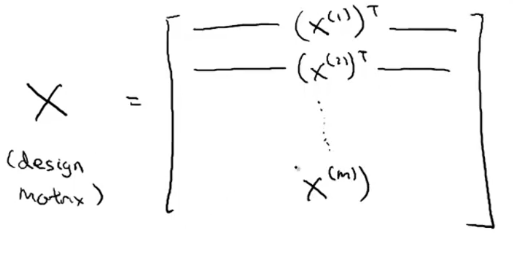 (x⁽¹⁾)ᵀ
(x⁽²⁾)ᵀ
X =
(design
matrix)
x⁽ᵐ⁾)